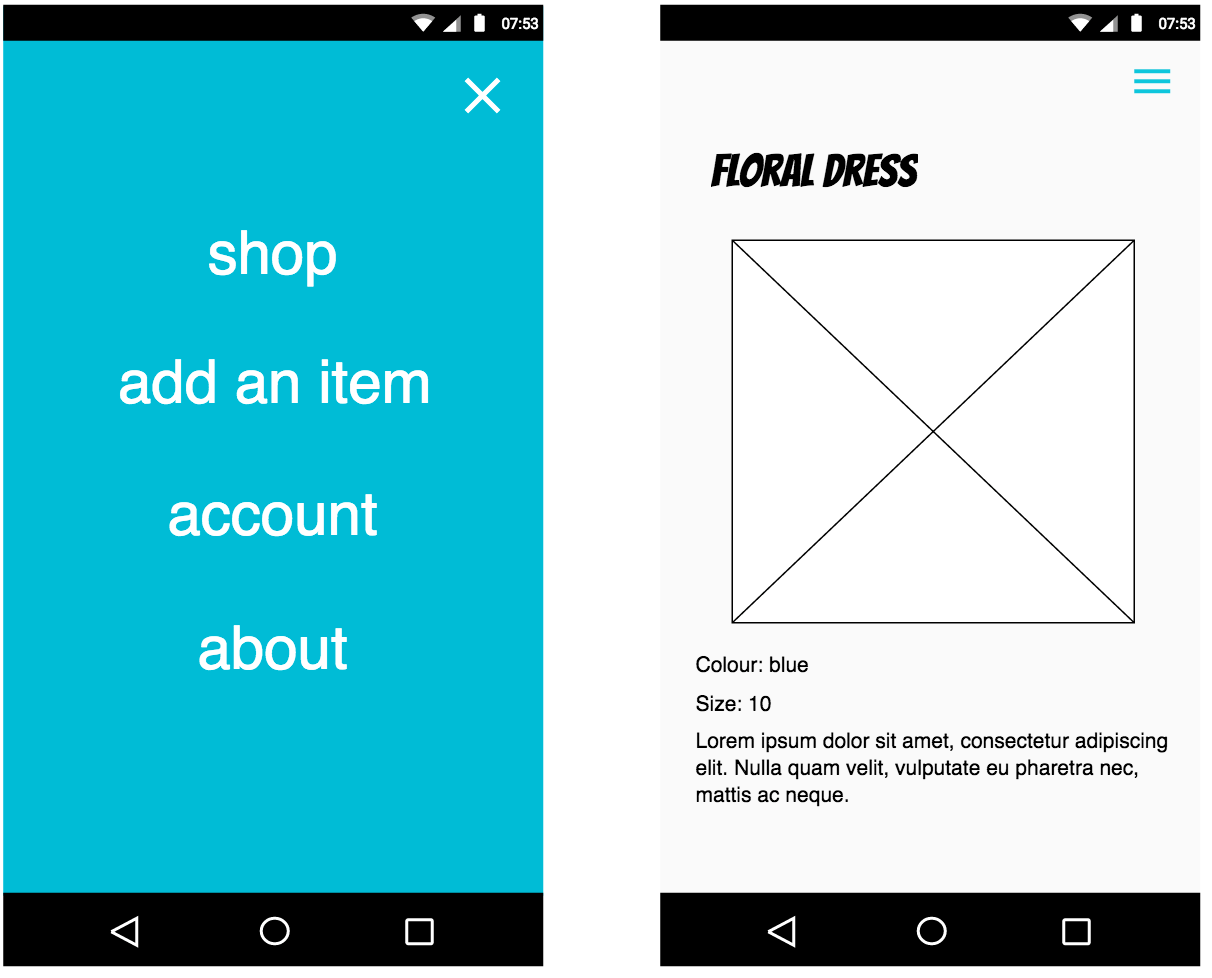 07:53
shop
add an item
account
about
07:53
FLORAL DRESS
Colour: blue
Size: 10
Lorem ipsum dolor sit amet, consectetur adipiscing
elit. Nulla quam velit, vulputate eu pharetra nec,
mattis ac neque.